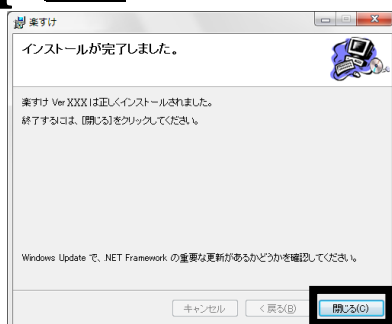 楽すけ
インストールが完了しました。
楽すけ Ver XXX は正しくインストールされました。
終了するには、[閉じる]をクリックしてください。
Windows Update で、.NET Framework の重要な更新があるかどうかを確認してください。
キャンセル
< 戻る(B)
閉じる(C)